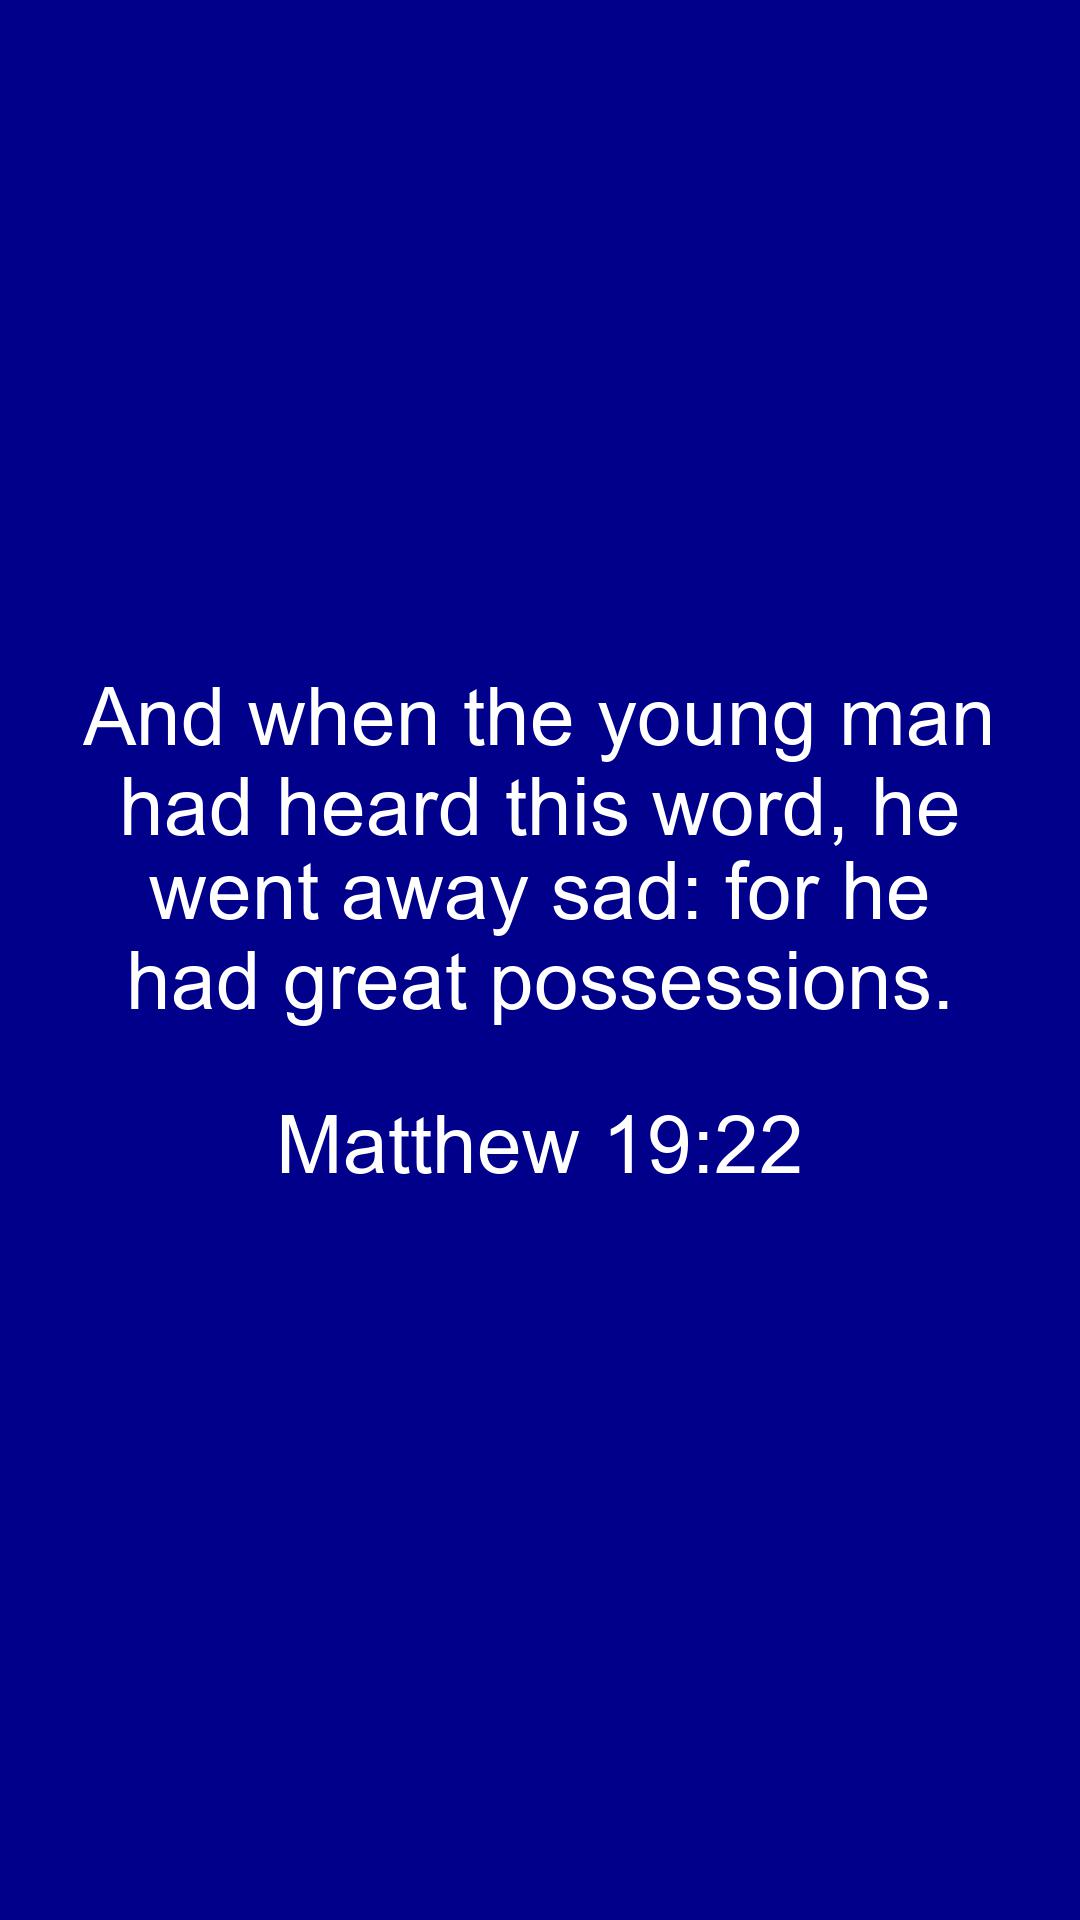 And when the young man
had heard this word, he
went away sad: for he
had great possessions.
Matthew 19:22